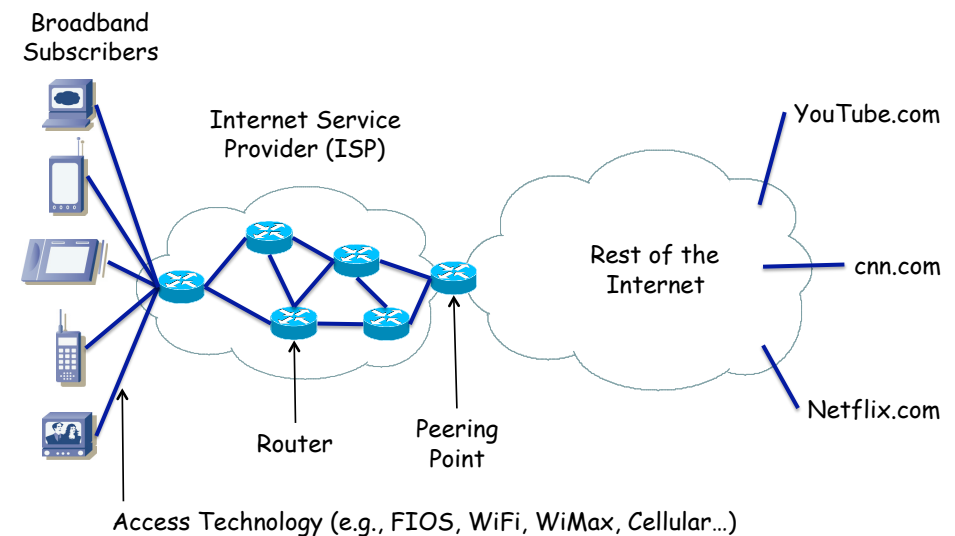 Broadband
Subscribers
Internet Service
Provider (ISP)
YouTube.com
Rest of the
Internet
cnn.com
Netflix.com
Router
Peering
Point
Access Technology (e.g., FIOS, WiFi, WiMax, Cellular…)